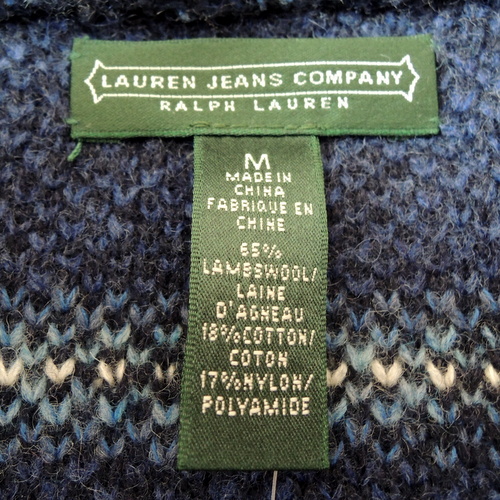 LAUREN JEANS COMPANY
RALPH LAUREN
M
MADE IN
CHINA
FABRIQUE EN
CHINE
65%
LAMBSWOOL/
LAINE
D'AGNEAU
18%COTTON/
COTON
17%NYLON/
POLYAMIDE